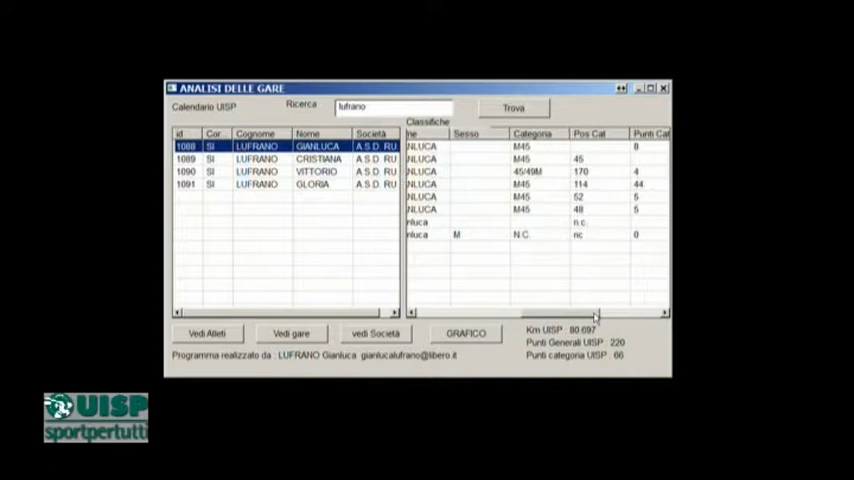 ANALISI DELLE GARE
Calendario UISP Ricerca lufrano Trova
Classifiche
id Cor... Cognome Nome Società
1088 SI LUFRANO GIANLUCA A.S.D. RU
1089 SI LUFRANO CRISTIANA A.S.D. RU
1090 SI LUFRANO VITTORIO A.S.D. RU
1091 SI LUFRANO GLORIA A.S.D. RU
ne Sesso Categoria Pos Cat Punti Cat
NLUCA M45 8
NLUCA M45 45
NLUCA 45/49M 170 4
NLUCA M45 114 44
NLUCA M45 52 5
NLUCA M45 48 5
nluca n.c.
nluca M N.C. nc 0
Vedi Atleti Vedi gare vedi Società GRAFICO
Km UISP 80.697
Punti Generali UISP 220
Punti categoria UISP 66
Programma realizzato da : LUFRANO Gianluca gianlucalufrano@libero.it
UISP
sportpertutti